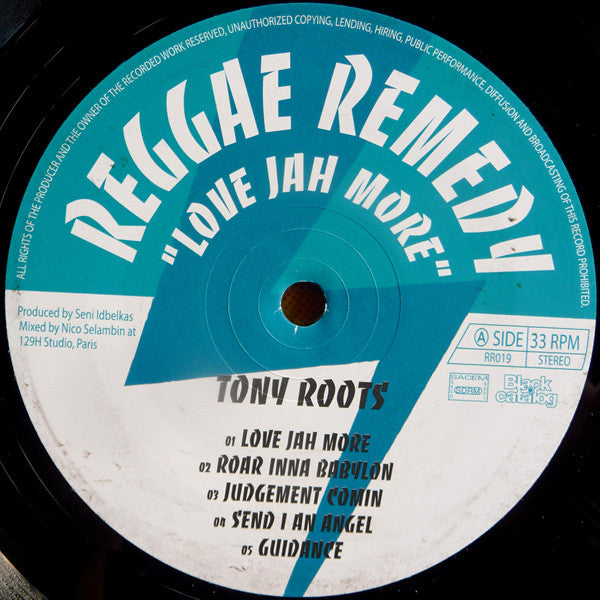 ALL RIGHTS OF THE PRODUCER AND THE OWNER OF THE RECORDED WORK RESERVED, UNAUTHORIZED COPYING, LENDING, HIRING, PUBLIC PERFORMANCE, DIFFUSION AND BROADCASTING OF THIS RECORD PROHIBITED.
REGGAE REMEDY
"LOVE JAH MORE"
Produced by Seni Idbelkas
Mixed by Nico Selambin at
129H Studio, Paris
A SIDE 33 RPM
RR019 STEREO
SACEM
SDRM
Black
catalog
TONY ROOTS
01 LOVE JAH MORE
02 ROAR INNA BABYLON
03 JUDGEMENT COMIN
04 SEND I AN ANGEL
05 GUIDANCE